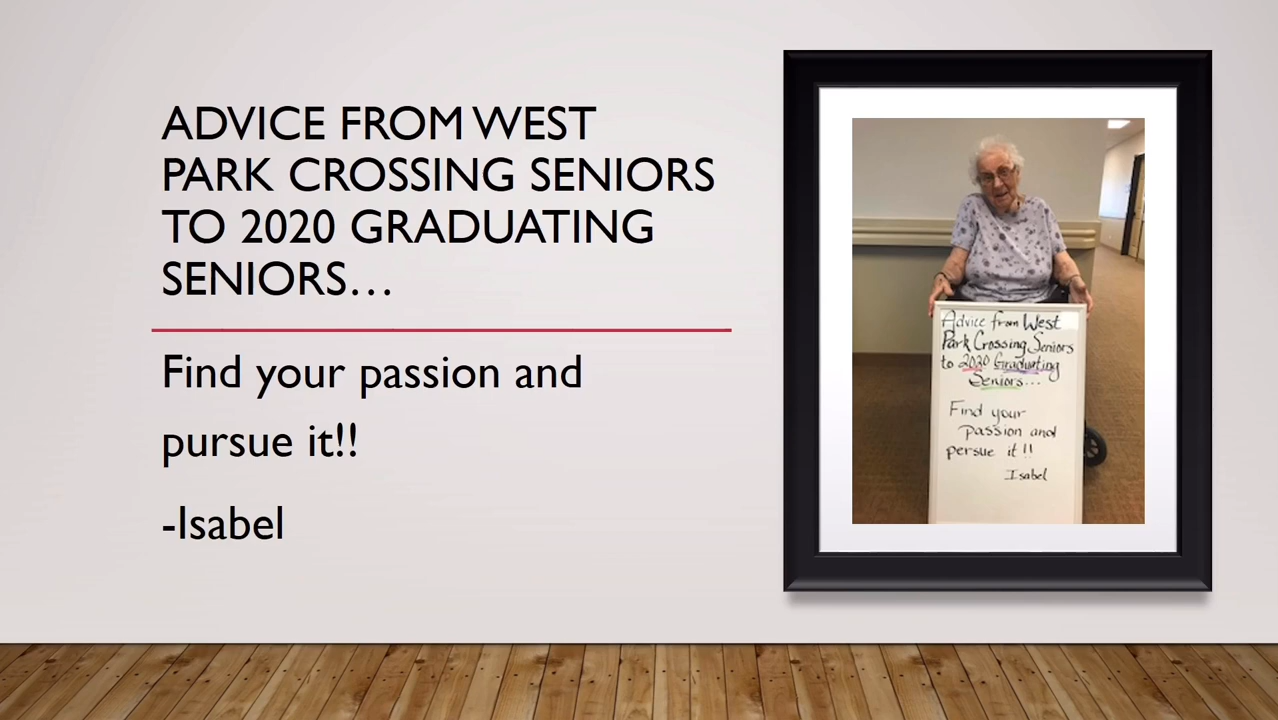 ADVICE FROM WEST
PARK CROSSING SENIORS
TO 2020 GRADUATING
SENIORS…
Find your passion and
pursue it!!
-Isabel
Advice from West
Park Crossing Seniors
to 2020 Graduating
Seniors...
Find your
passion and
persue it!!
Isabel